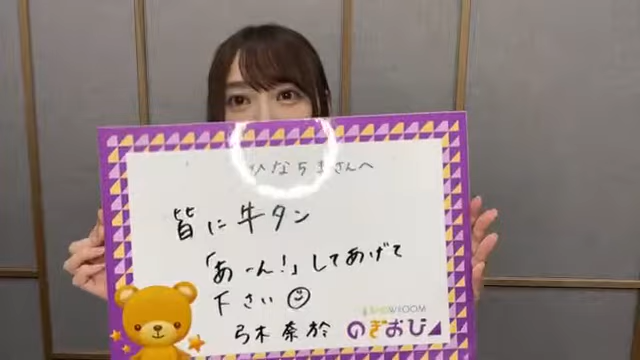 ひなちまさんへ
皆に牛タン
「あーん!」してあげて
下さい
SHOWROOM
弓木奈於
のぎおび